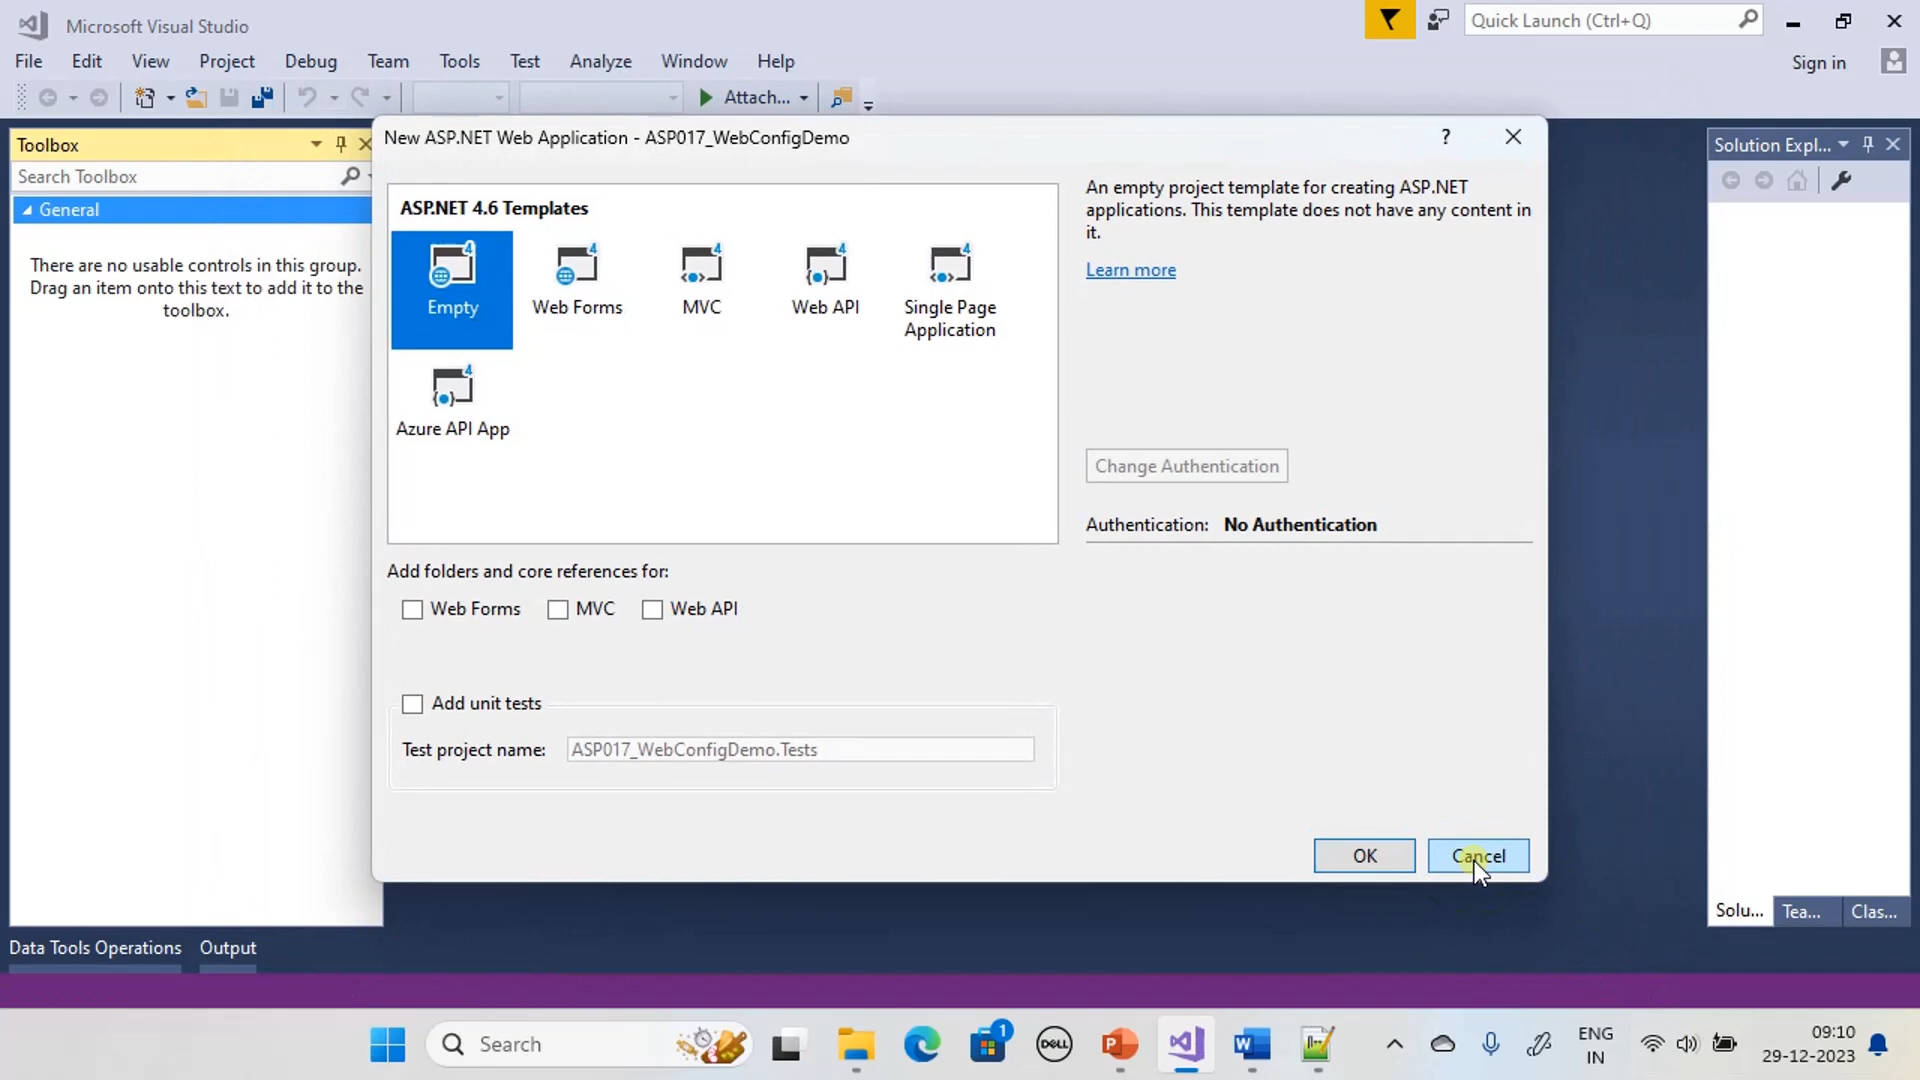 Microsoft Visual Studio
Quick Launch (Ctrl+Q)
File Edit View Project Debug Team Tools Test Analyze Window Help
Sign in
Attach...
Toolbox
Search Toolbox
General
There are no usable controls in this group.
Drag an item onto this text to add it to the
toolbox.
New ASP.NET Web Application - ASP017_WebConfigDemo
?
ASP.NET 4.6 Templates
Empty
Web Forms
MVC
Web API
Single Page
Application
Azure API App
An empty project template for creating ASP.NET
applications. This template does not have any content in
it.
Learn more
Change Authentication
Authentication: No Authentication
Add folders and core references for:
Web Forms MVC Web API
Add unit tests
Test project name: ASP017_WebConfigDemo.Tests
OK Cancel
Solution Expl...
Solu... Tea... Clas...
Data Tools Operations Output
Search
1
DELL
ENG
IN
09:10
29-12-2023